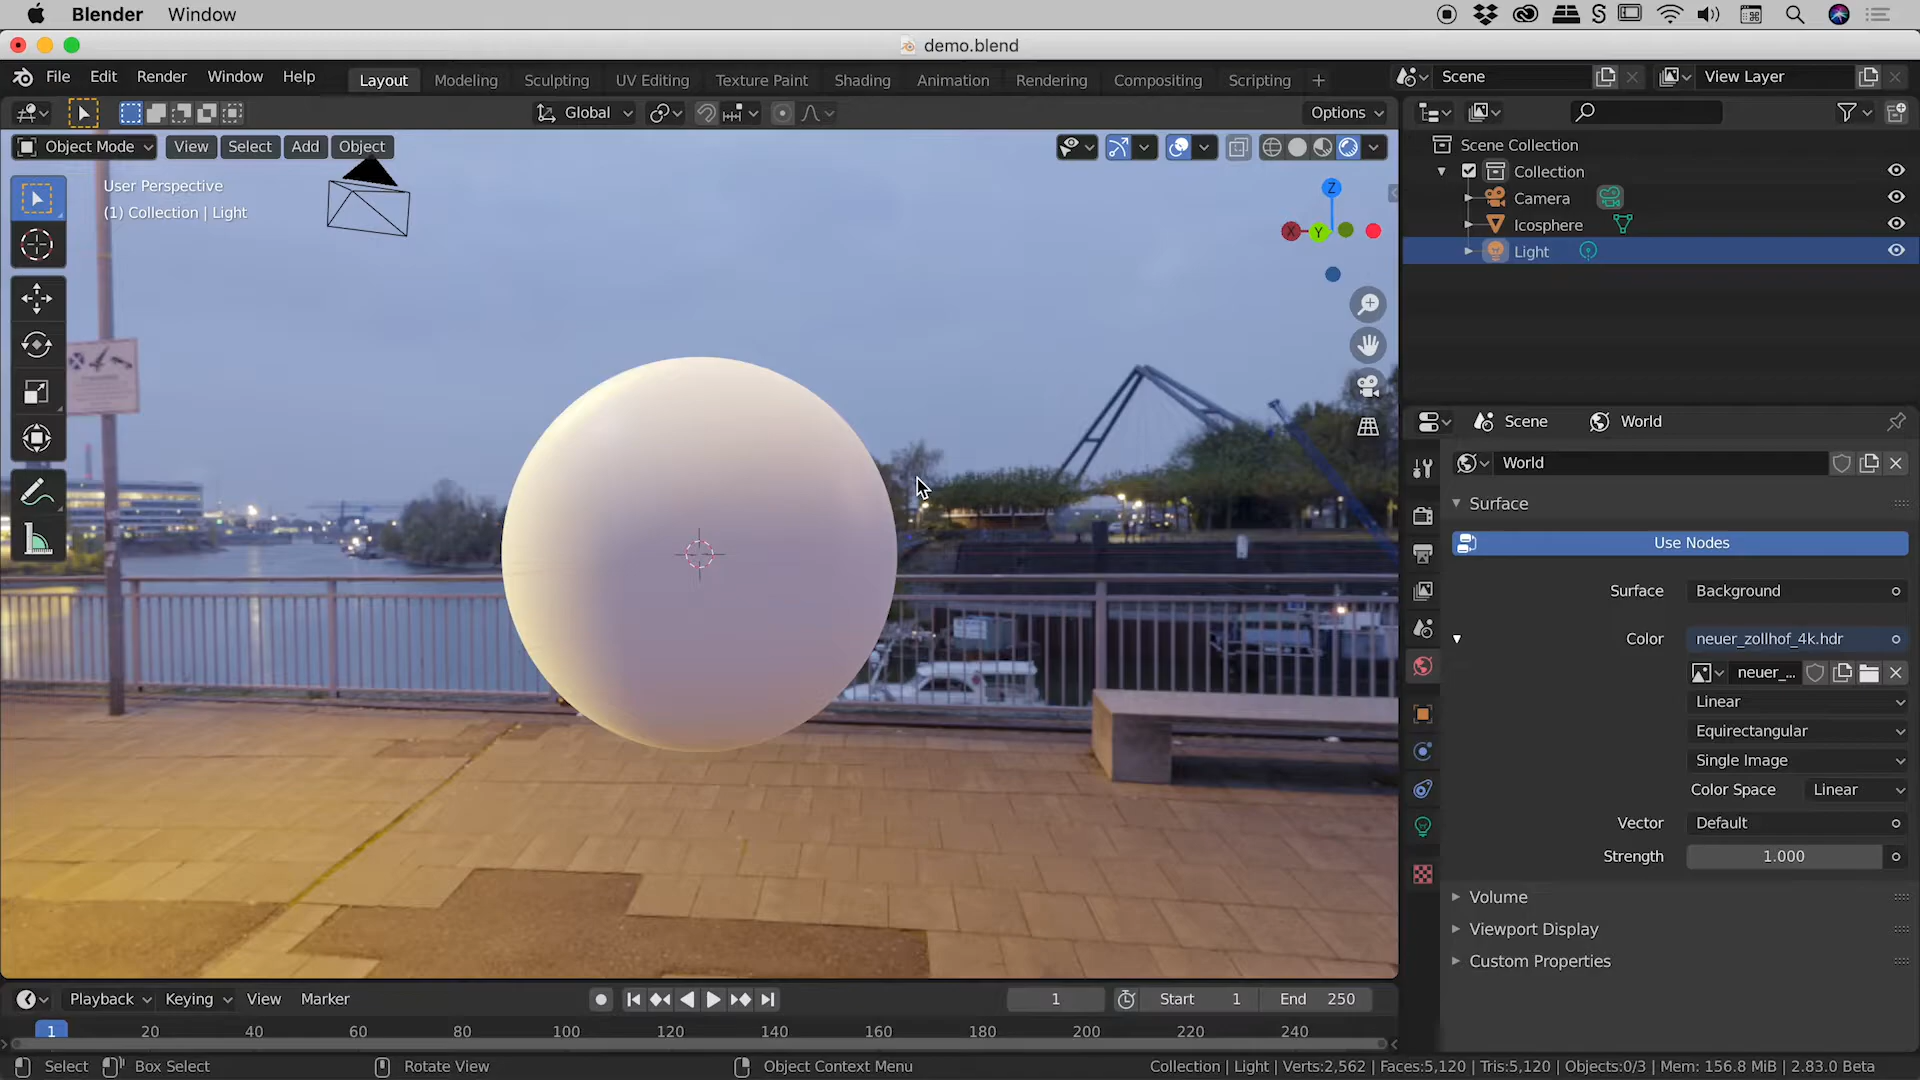 Blender Window
demo.blend
File Edit Render Window Help
Layout Modeling Sculpting UV Editing Texture Paint Shading Animation Rendering Compositing Scripting +
Scene View Layer
Global Options
Object Mode View Select Add Object
User Perspective
(1) Collection | Light
Z
X Y
Scene Collection
Collection
Camera
Icosphere
Light
Scene World
World
Surface
Use Nodes
Surface Background
Color neuer_zollhof_4k.hdr
neuer_...
Linear
Equirectangular
Single Image
Color Space Linear
Vector Default
Strength 1.000
Volume
Viewport Display
Custom Properties
Playback Keying View Marker
1 Start 1 End 250
1 20 40 60 80 100 120 140 160 180 200 220 240
Select Box Select Rotate View Object Context Menu Collection | Light | Verts:2,562 | Faces:5,120 | Tris:5,120 | Objects:0/3 | Mem: 156.8 MiB | 2.83.0 Beta